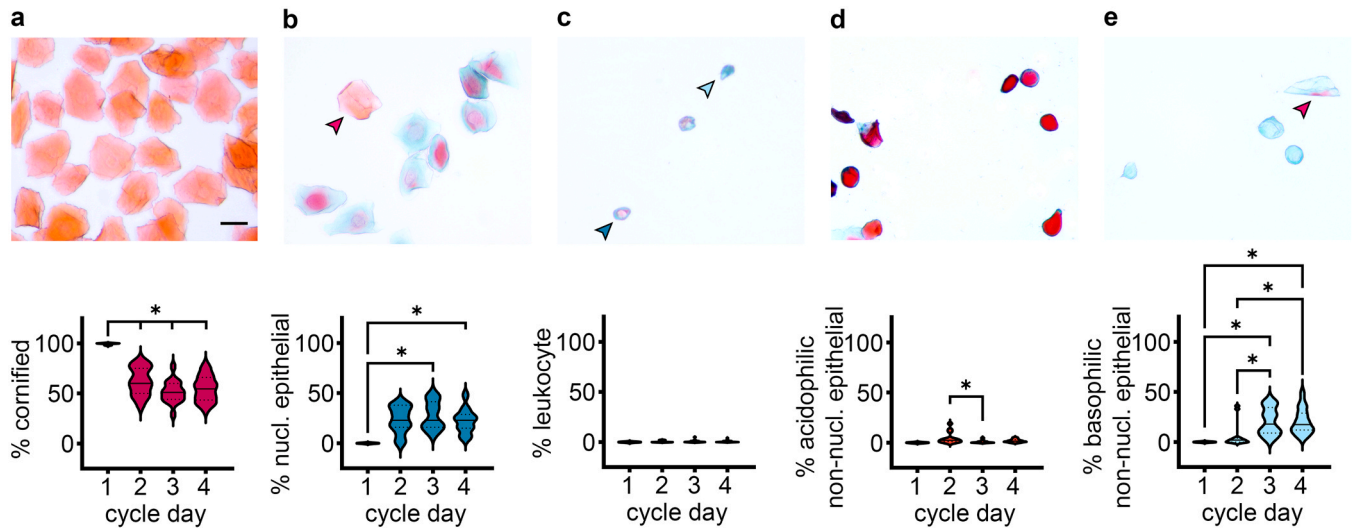 a b c d e
% cornified
100
50
0
*
1 2 3 4
cycle day
% nucl. epithelial
100
50
0
*
*
1 2 3 4
cycle day
% leukocyte
100
50
0
1 2 3 4
cycle day
% acidophilic
non-nucl. epithelial
100
50
0
*
1 2 3 4
cycle day
% basophilic
non-nucl. epithelial
100
50
0
*
*
*
*
1 2 3 4
cycle day